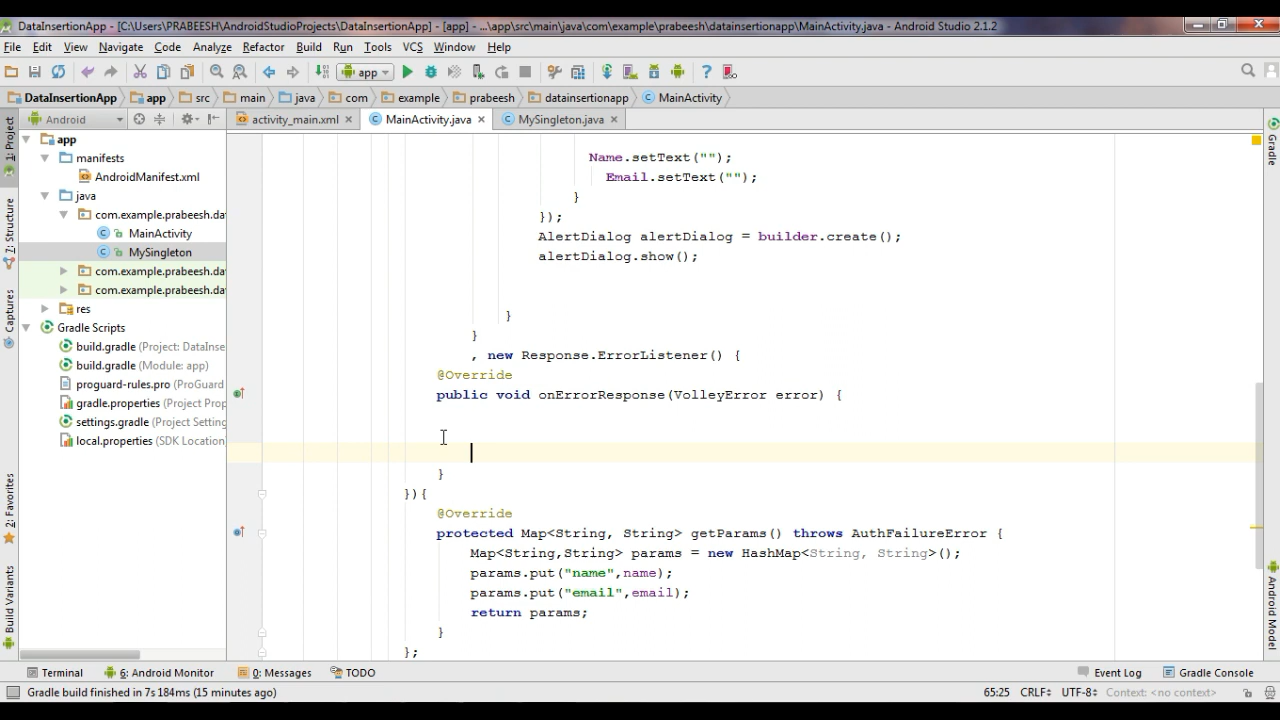 DataInsertionApp - [C:\Users\PRABEESH\AndroidStudioProjects\DataInsertionApp] - [app] - ...\app\src\main\java\com\example\prabeesh\datainsertionapp\MainActivity.java - Android Studio 2.1.2
File Edit View Navigate Code Analyze Refactor Build Run Tools VCS Window Help
app
DataInsertionApp app src main java com example prabeesh datainsertionapp MainActivity
Android activity_main.xml MainActivity.java MySingleton.java
1: Project
7: Structure
Captures
2: Favorites
Build Variants
app
manifests
AndroidManifest.xml
java
com.example.prabeesh.da
MainActivity
MySingleton
com.example.prabeesh.da
com.example.prabeesh.da
res
Gradle Scripts
build.gradle (Project: DataInse
build.gradle (Module: app)
proguard-rules.pro (ProGuard
gradle.properties (Project Prop
settings.gradle (Project Setting
local.properties (SDK Location)
Name.setText("");
Email.setText("");
}
});
AlertDialog alertDialog = builder.create();
alertDialog.show();
}
}
, new Response.ErrorListener() {
@Override
public void onErrorResponse(VolleyError error) {
}
}){
@Override
protected Map<String, String> getParams() throws AuthFailureError {
Map<String,String> params = new HashMap<String, String>();
params.put("name",name);
params.put("email",email);
return params;
}
};
Gradle
Android Model
Terminal 6: Android Monitor 0: Messages TODO Event Log Gradle Console
Gradle build finished in 7s 184ms (15 minutes ago) 65:25 CRLF UTF-8 Context: <no context>